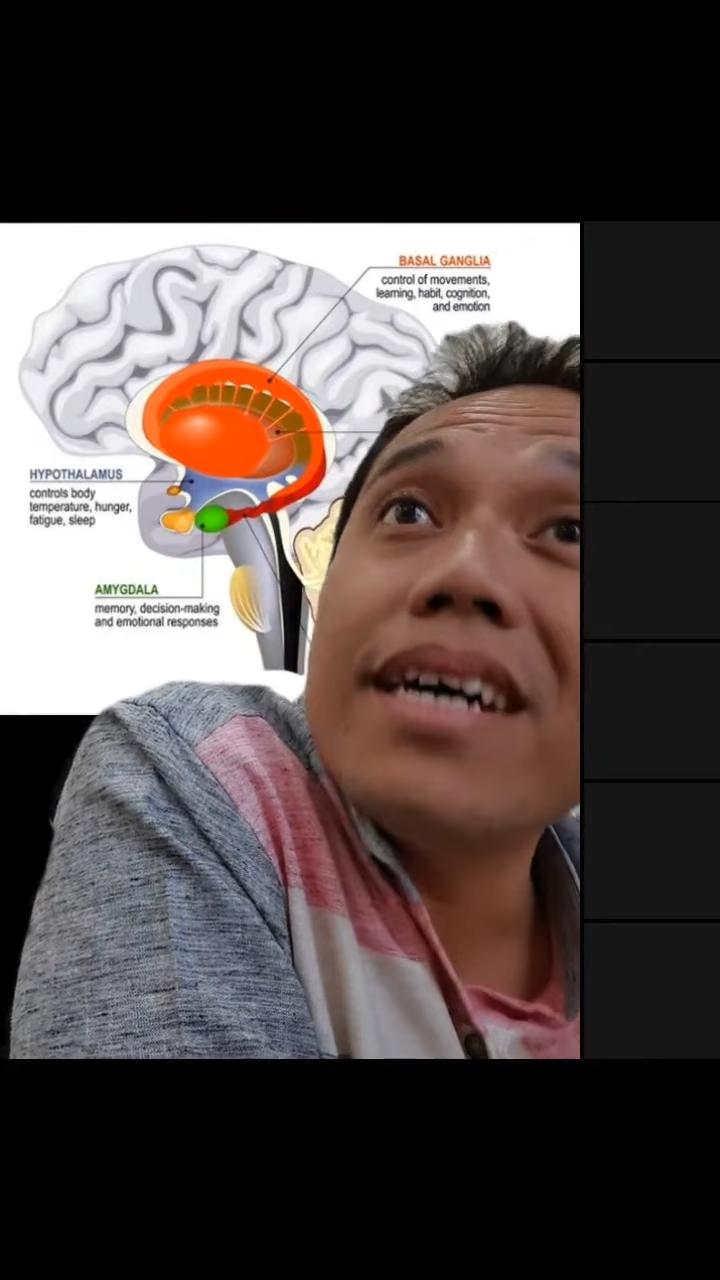 BASAL GANGLIA
control of movements,
learning, habit, cognition,
and emotion
HYPOTHALAMUS
controls body
temperature, hunger,
fatigue, sleep
AMYGDALA
memory, decision-making
and emotional responses